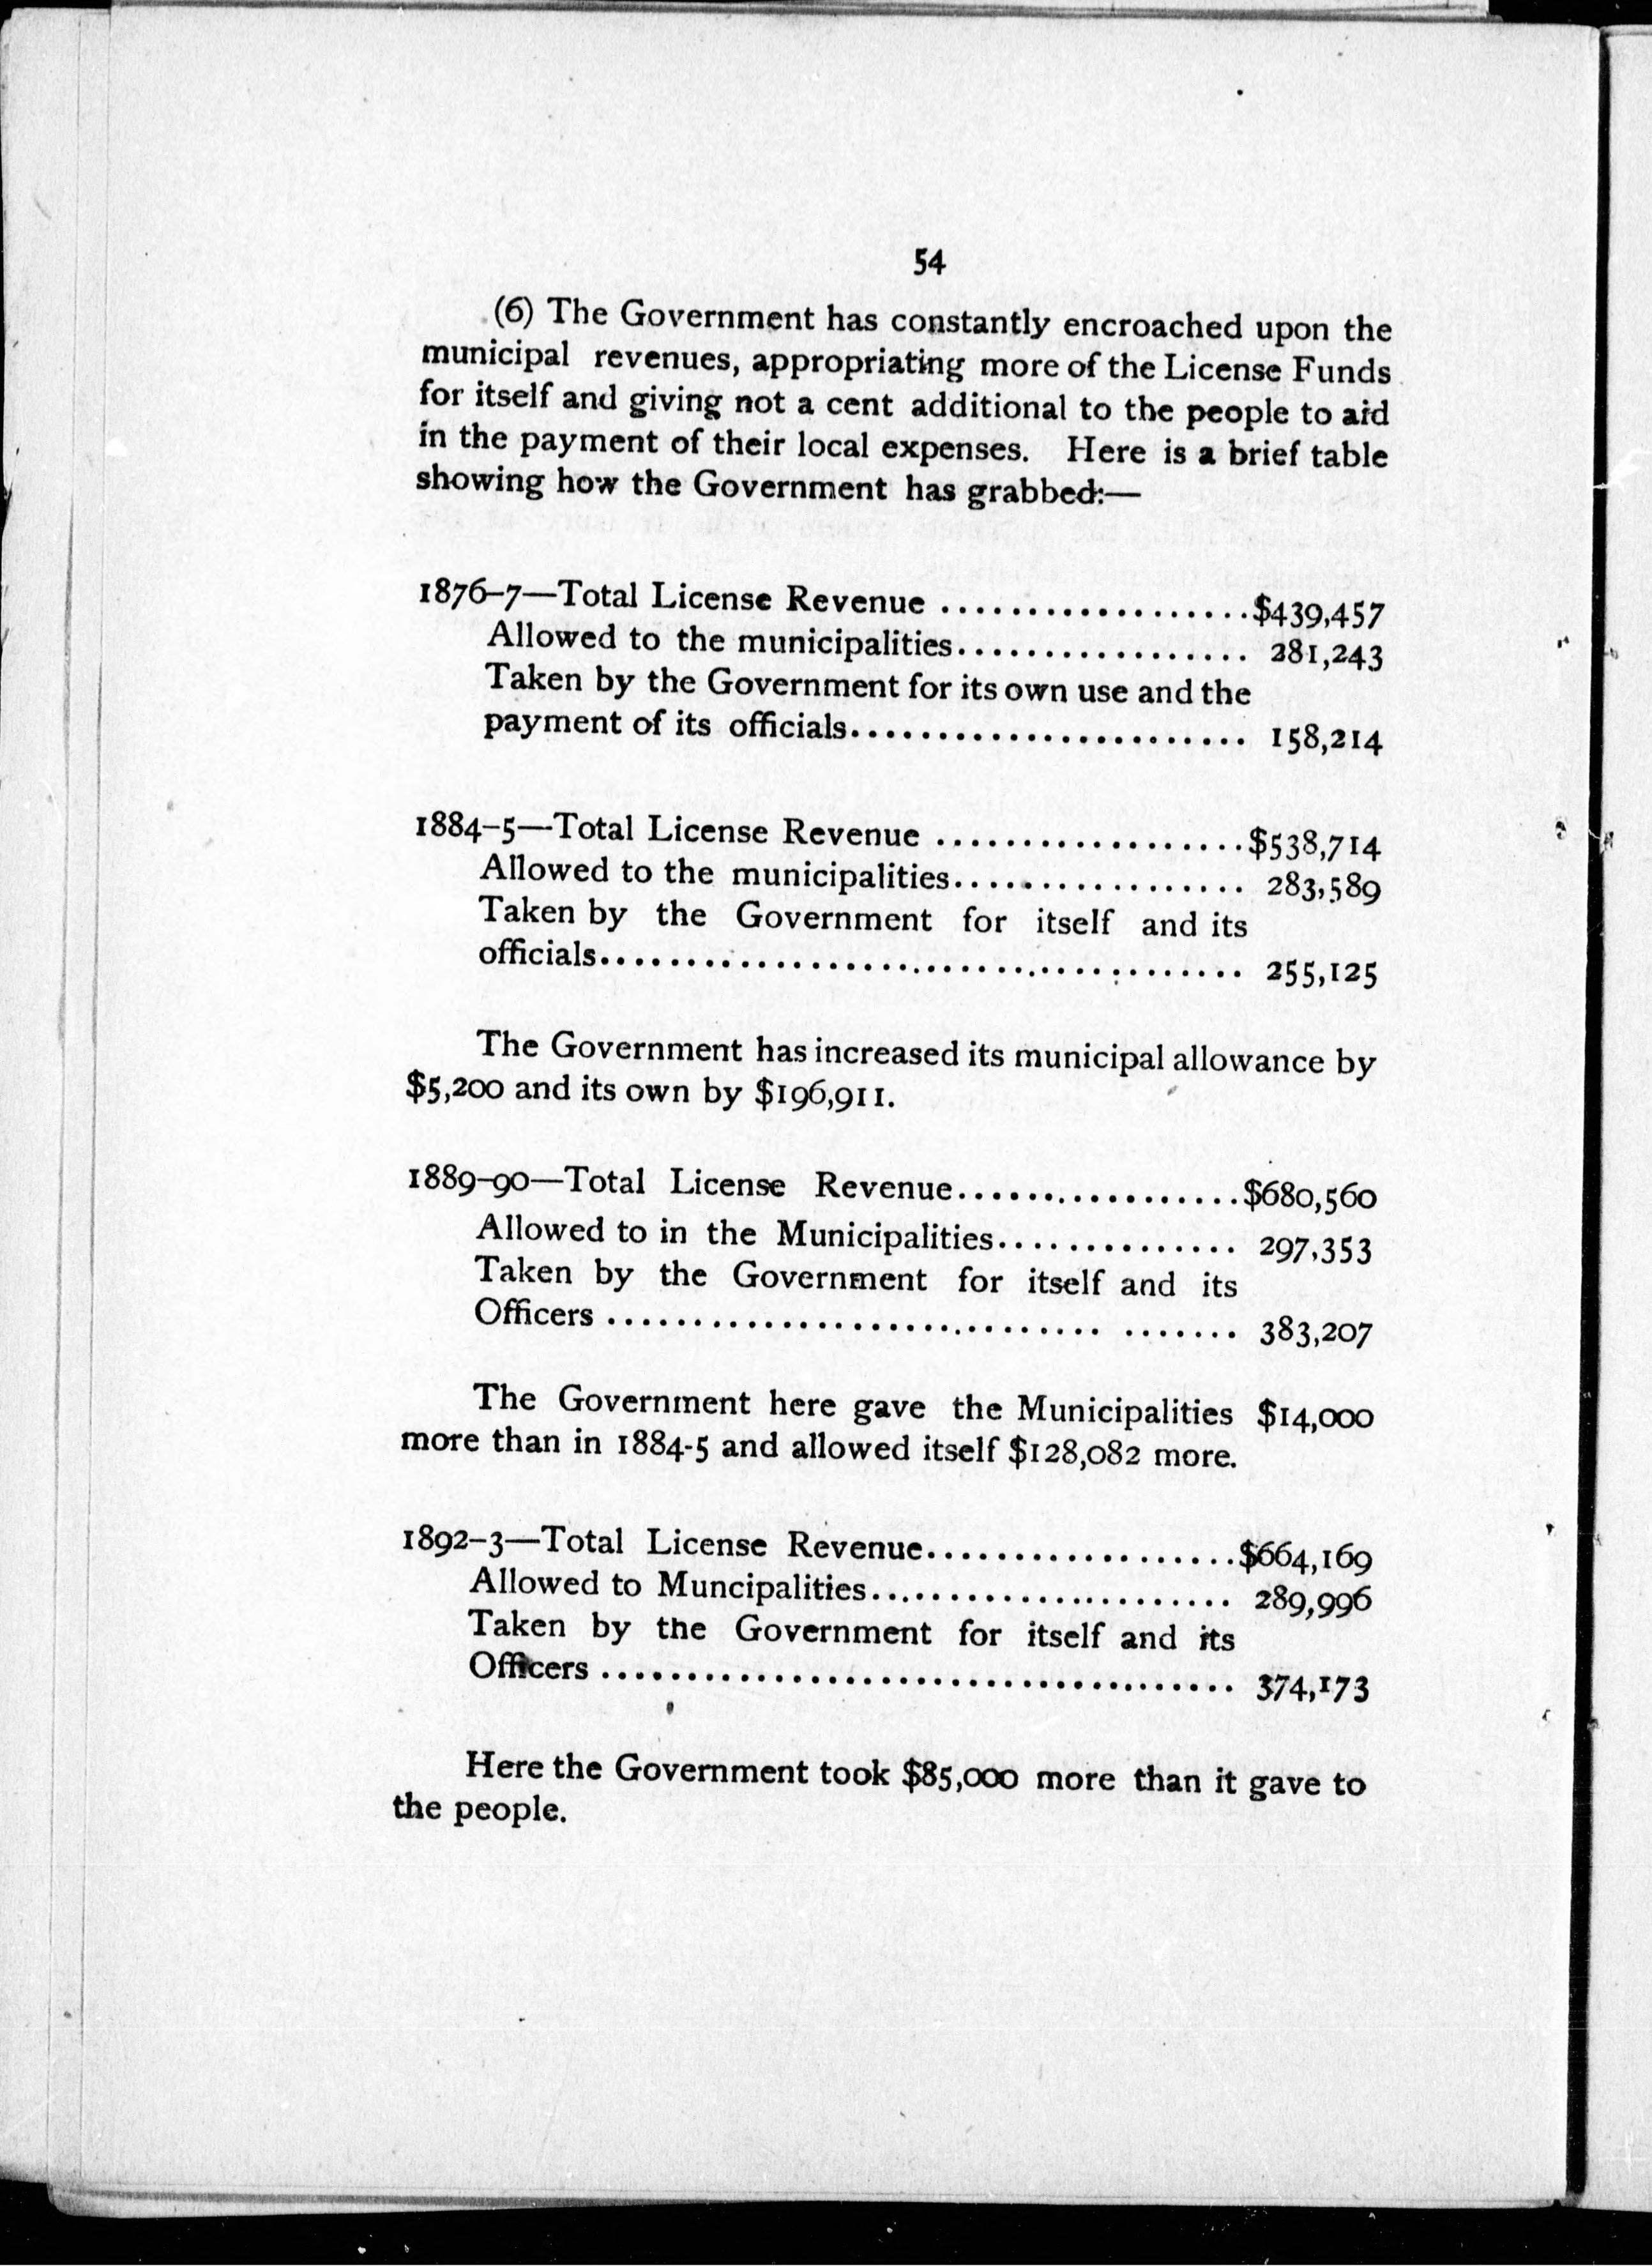 54
(6) The Government has constantly encroached upon the
municipal revenues, appropriating more of the License Funds
for itself and giving not a cent additional to the people to aid
in the payment of their local expenses. Here is a brief table
showing how the Government has grabbed:—
1876-7—Total License Revenue ..................$439,457
Allowed to the municipalities................. 281,243
Taken by the Government for its own use and the
payment of its officials....................... 158,214
1884-5—Total License Revenue ..................$538,714
Allowed to the municipalities................. 283,589
Taken by the Government for itself and its
officials..................................... 255,125
The Government has increased its municipal allowance by
$5,200 and its own by $196,911.
1889-90—Total License Revenue.................$680,560
Allowed to in the Municipalities.............. 297,353
Taken by the Government for itself and its
Officers .................................... 383,207
The Government here gave the Municipalities $14,000
more than in 1884-5 and allowed itself $128,082 more.
1892-3—Total License Revenue..................$664,169
Allowed to Muncipalities..................... 289,996
Taken by the Government for itself and its
Officers ..................................... 374,173
Here the Government took $85,000 more than it gave to
the people.